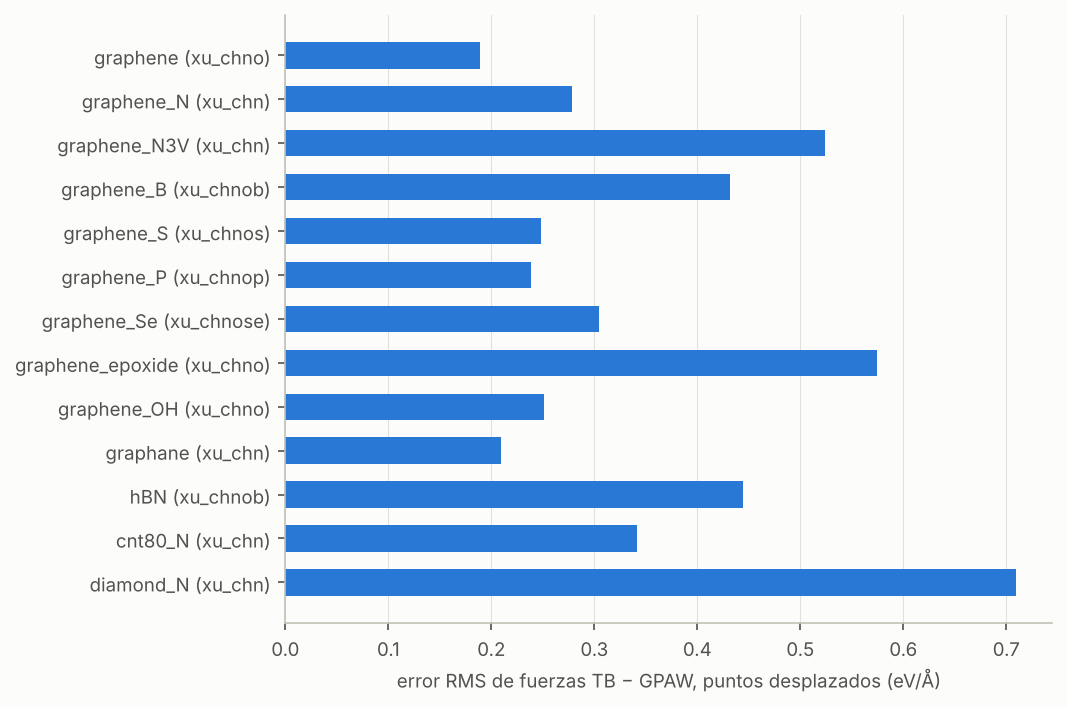 graphene (xu_chno)
graphene_N (xu_chn)
graphene_N3V (xu_chn)
graphene_B (xu_chnob)
graphene_S (xu_chnos)
graphene_P (xu_chnop)
graphene_Se (xu_chnose)
graphene_epoxide (xu_chno)
graphene_OH (xu_chno)
graphane (xu_chn)
hBN (xu_chnob)
cnt80_N (xu_chn)
diamond_N (xu_chn)
0.0 0.1 0.2 0.3 0.4 0.5 0.6 0.7
error RMS de fuerzas TB − GPAW, puntos desplazados (eV/Å)